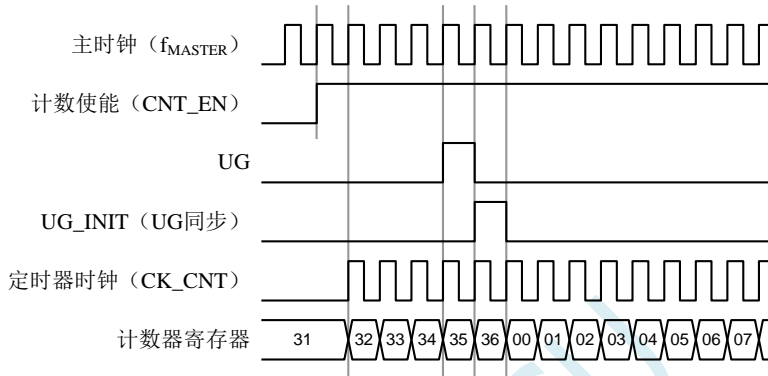 主时钟（fMASTER）
计数使能（CNT_EN）
UG
UG_INIT（UG同步）
定时器时钟（CK_CNT）
计数器寄存器 31 32 33 34 35 36 00 01 02 03 04 05 06 07